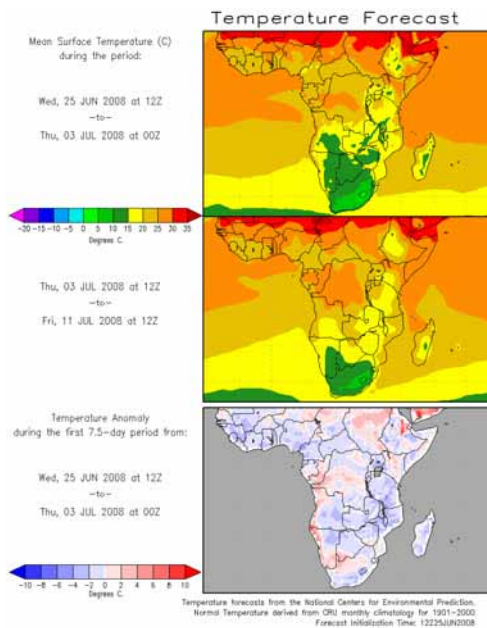 Temperature Forecast
Mean Surface Temperature (C)
during the period:
Wed, 25 JUN 2008 at 12Z
-to-
Thu, 03 JUL 2008 at 00Z
-20 -15 -10 -5 0 5 10 15 20 25 30 35
Degrees C.
Thu, 03 JUL 2008 at 12Z
-to-
Fri, 11 JUL 2008 at 12Z
Temperature Anomaly
during the first 7.5-day period from:
Wed, 25 JUN 2008 at 12Z
-to-
Thu, 03 JUL 2008 at 00Z
-10 -8 -6 -4 -2 0 2 4 6 8 10
Degrees C.
Temperature forecasts from the National Centers for Environmental Prediction.
Normal Temperature derived from CRU monthly climatology for 1901-2000
Forecast Initialization Time: 12Z25JUN2008